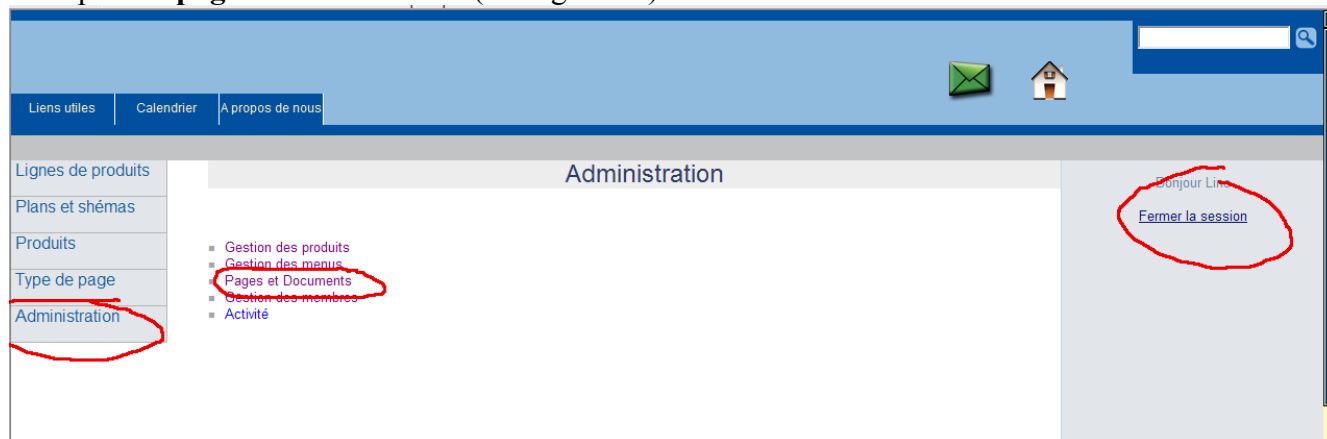 Liens utiles
Calendrier
A propos de nous
Lignes de produits
Plans et shémas
Produits
Type de page
Administration
Administration
Gestion des produits
Gestion des menus
Pages et Documents
Gestion des membres
Activité
Bonjour Line
Fermer la session